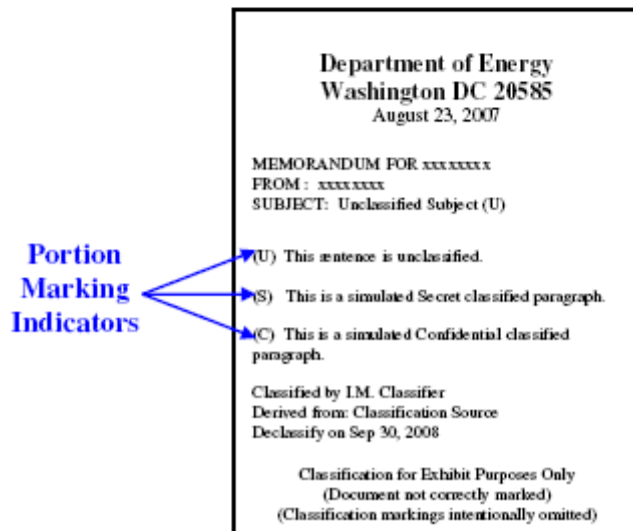 Department of Energy
Washington DC 20585
August 23, 2007
MEMORANDUM FOR xxxxxxxx
FROM : xxxxxxxx
SUBJECT: Unclassified Subject (U)
Portion
Marking
Indicators
(U) This sentence is unclassified.
(S) This is a simulated Secret classified paragraph.
(C) This is a simulated Confidential classified
paragraph.
Classified by I.M. Classifier
Derived from: Classification Source
Declassify on Sep 30, 2008
Classification for Exhibit Purposes Only
(Document not correctly marked)
(Classification markings intentionally omitted)